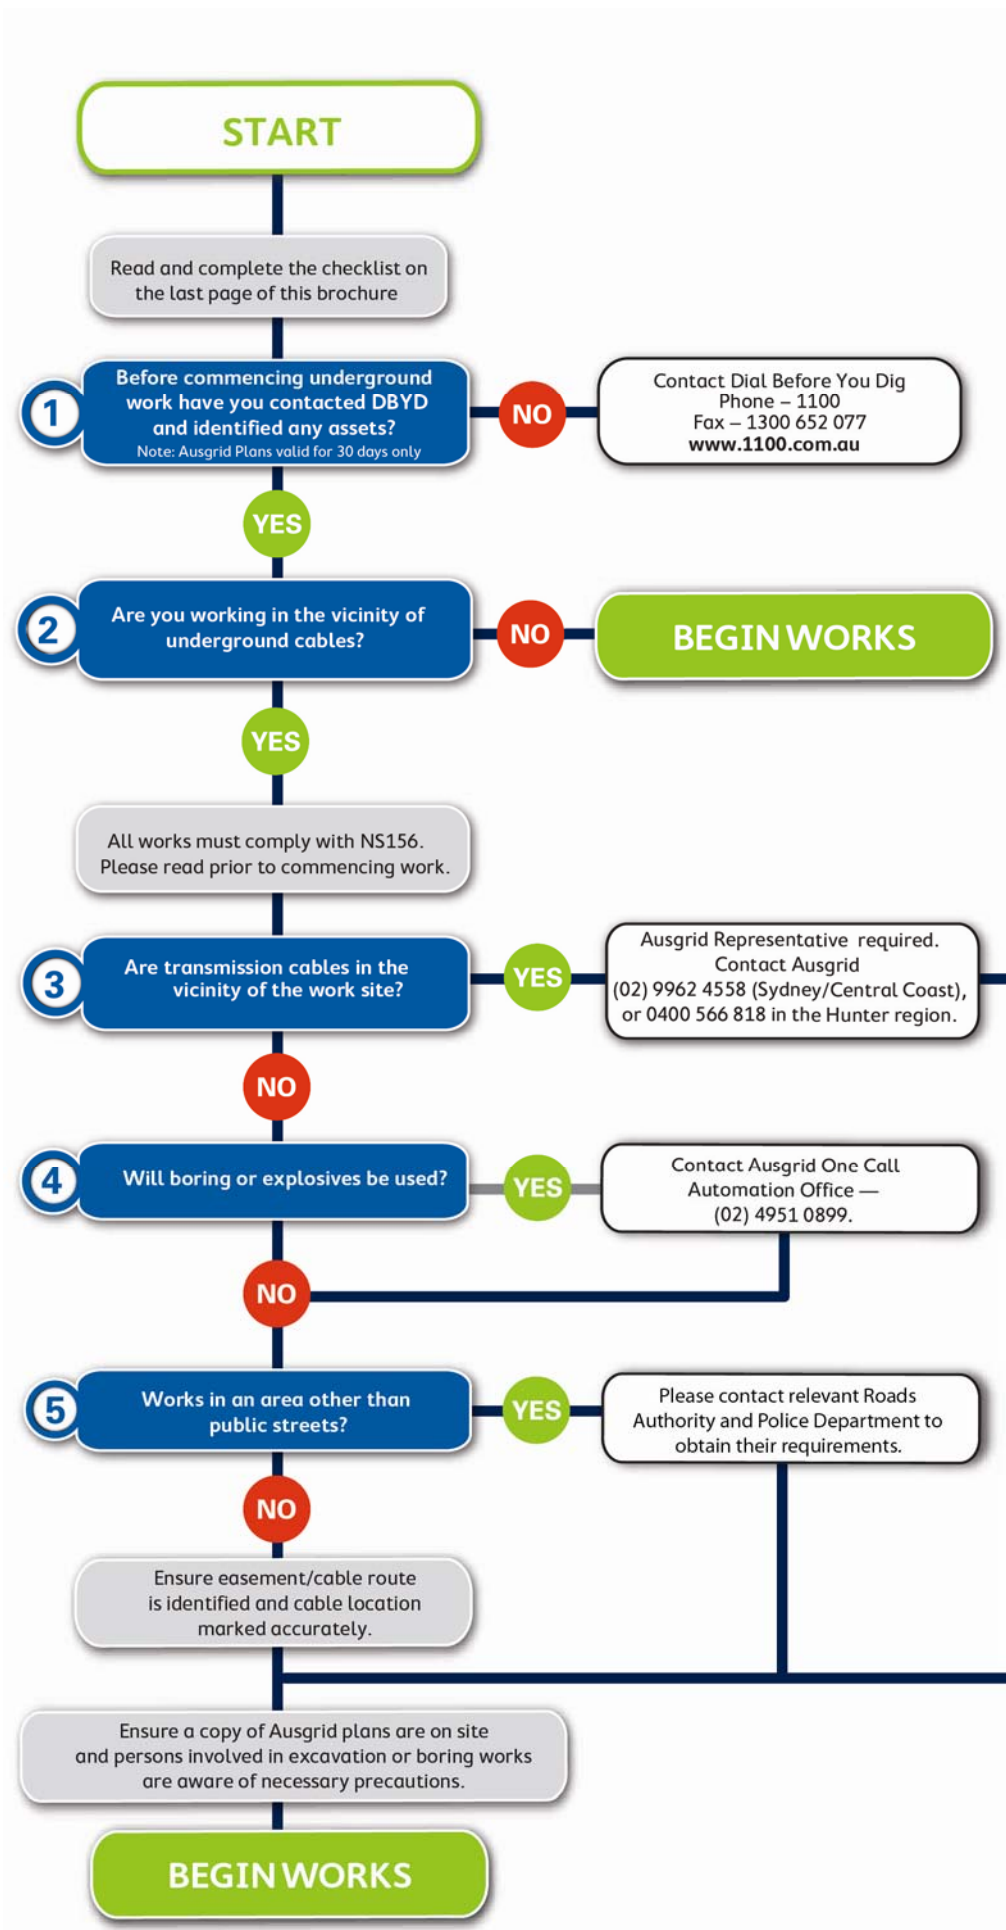 START
Read and complete the checklist on
the last page of this brochure
1
Before commencing underground
work have you contacted DBYD
and identified any assets?
Note: Ausgrid Plans valid for 30 days only
NO
Contact Dial Before You Dig
Phone – 1100
Fax – 1300 652 077
www.1100.com.au
YES
2
Are you working in the vicinity of
underground cables?
NO
BEGIN WORKS
YES
All works must comply with NS156.
Please read prior to commencing work.
3
Are transmission cables in the
vicinity of the work site?
YES
Ausgrid Representative required.
Contact Ausgrid
(02) 9962 4558 (Sydney/Central Coast),
or 0400 566 818 in the Hunter region.
NO
4
Will boring or explosives be used?
YES
Contact Ausgrid One Call
Automation Office —
(02) 4951 0899.
NO
5
Works in an area other than
public streets?
YES
Please contact relevant Roads
Authority and Police Department to
obtain their requirements.
NO
Ensure easement/cable route
is identified and cable location
marked accurately.
Ensure a copy of Ausgrid plans are on site
and persons involved in excavation or boring works
are aware of necessary precautions.
BEGIN WORKS